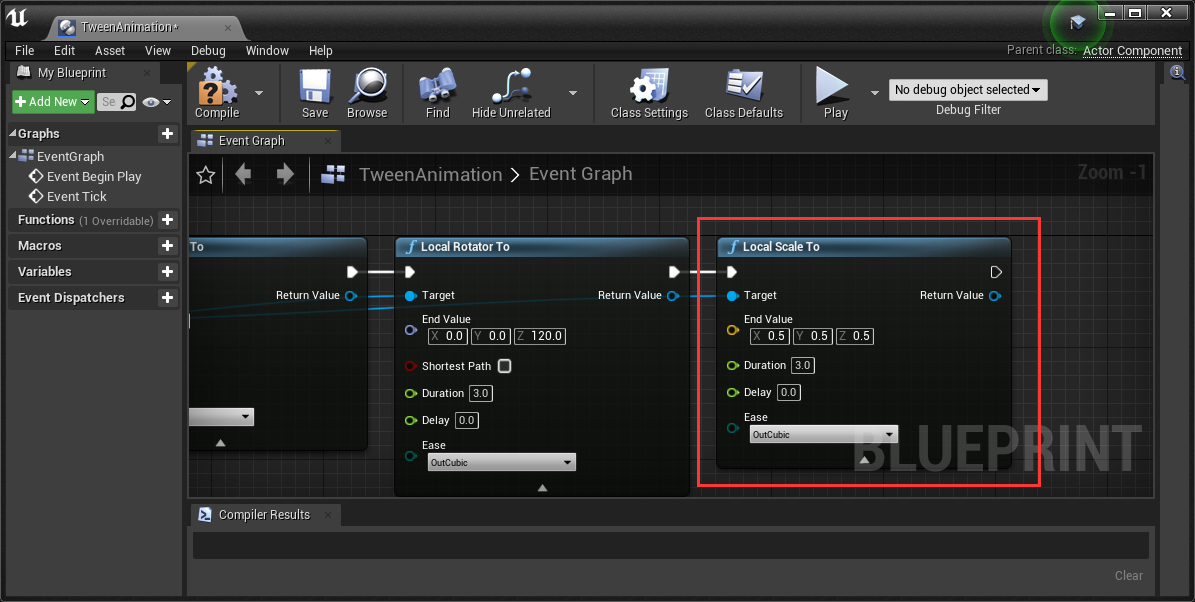 TweenAnimation*
File Edit Asset View Debug Window Help
Parent class: Actor Component
My Blueprint
Add New
Se
Graphs
EventGraph
Event Begin Play
Event Tick
Functions (1 Overridable)
Macros
Variables
Event Dispatchers
Compile
Save
Browse
Find
Hide Unrelated
Class Settings
Class Defaults
Play
No debug object selected
Debug Filter
Event Graph
TweenAnimation > Event Graph
Zoom -1
To
Return Value
Local Rotator To
Target
Return Value
End Value
X 0.0 Y 0.0 Z 120.0
Shortest Path
Duration 3.0
Delay 0.0
Ease
OutCubic
Local Scale To
Target
Return Value
End Value
X 0.5 Y 0.5 Z 0.5
Duration 3.0
Delay 0.0
Ease
OutCubic
BLUEPRINT
Compiler Results
Clear